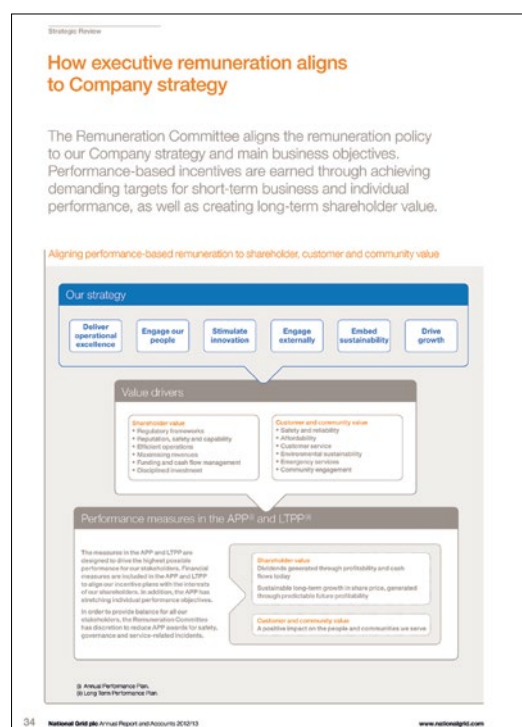 Strategic Review
How executive remuneration aligns
to Company strategy
The Remuneration Committee aligns the remuneration policy
to our Company strategy and main business objectives.
Performance-based incentives are earned through achieving
demanding targets for short-term business and individual
performance, as well as creating long-term shareholder value.
Aligning performance-based remuneration to shareholder, customer and community value
Our strategy
Deliver
operational
excellence
Engage our
people
Stimulate
innovation
Engage
externally
Embed
sustainability
Drive
growth
Value drivers
Shareholder value
• Regulatory frameworks
• Reputation, safety and capability
• Efficient operations
• Maximising revenues
• Funding and cash flow management
• Disciplined investment
Customer and community value
• Safety and reliability
• Affordability
• Customer service
• Environmental sustainability
• Emergency services
• Community engagement
Performance measures in the APP(i) and LTPP(ii)
The measures in the APP and LTPP are
designed to drive the highest possible
performance for our stakeholders. Financial
measures are included in the APP and LTPP
to align our incentive plans with the interests
of our shareholders. In addition, the APP has
stretching individual performance objectives.
In order to provide balance for all our
stakeholders, the Remuneration Committee
has discretion to reduce APP awards for safety,
governance and service-related incidents.
Shareholder value
Dividends generated through profitability and cash
flows today
Sustainable long-term growth in share price, generated
through predictable future profitability
Customer and community value
A positive impact on the people and communities we serve
(i) Annual Performance Plan.
(ii) Long Term Performance Plan.
34 National Grid plc Annual Report and Accounts 2012/13
www.nationalgrid.com